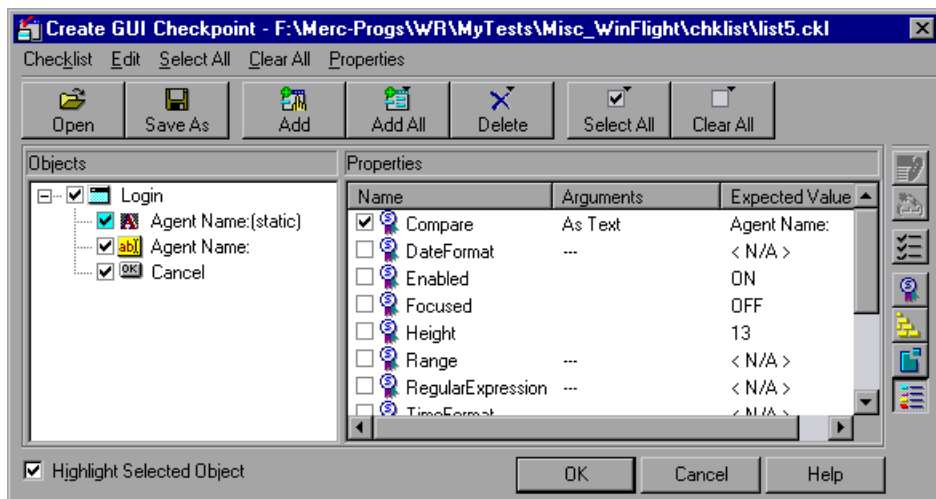 Create GUI Checkpoint - F:\Merc-Progs\WR\MyTests\Misc_WinFlight\chklist\list5.ckl
Checklist Edit Select All Clear All Properties
Open Save As Add Add All Delete Select All Clear All
Objects Properties
Login
Agent Name:(static)
Agent Name:
Cancel
Name Arguments Expected Value
Compare As Text Agent Name:
DateFormat --- < N/A >
Enabled ON
Focused OFF
Height 13
Range --- < N/A >
RegularExpression --- < N/A >
TimeFormat < N/A >
Highlight Selected Object OK Cancel Help